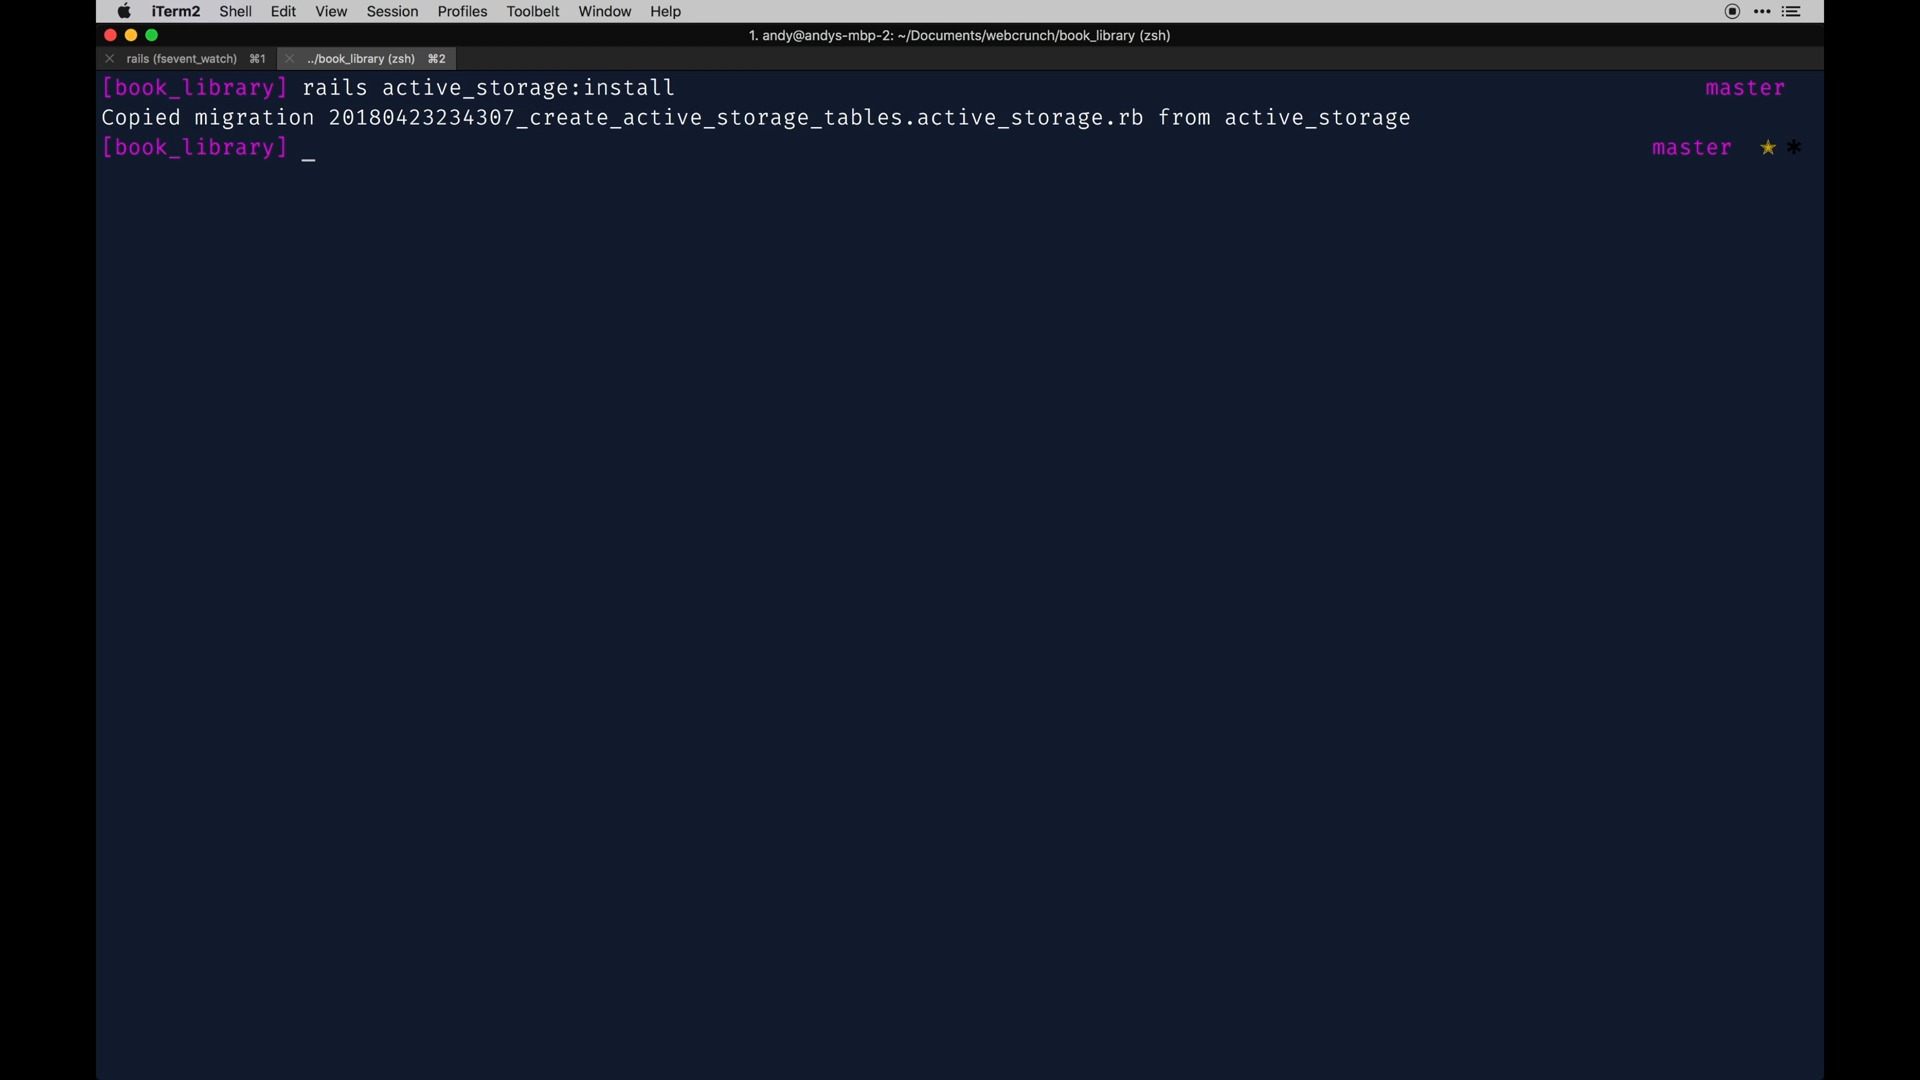 iTerm2 Shell Edit View Session Profiles Toolbelt Window Help
1. andy@andys-mbp-2: ~/Documents/webcrunch/book_library (zsh)
rails (fsevent_watch) ⌘1 ../book_library (zsh) ⌘2
[book_library] rails active_storage:install master
Copied migration 20180423234307_create_active_storage_tables.active_storage.rb from active_storage
[book_library] _ master ★ *